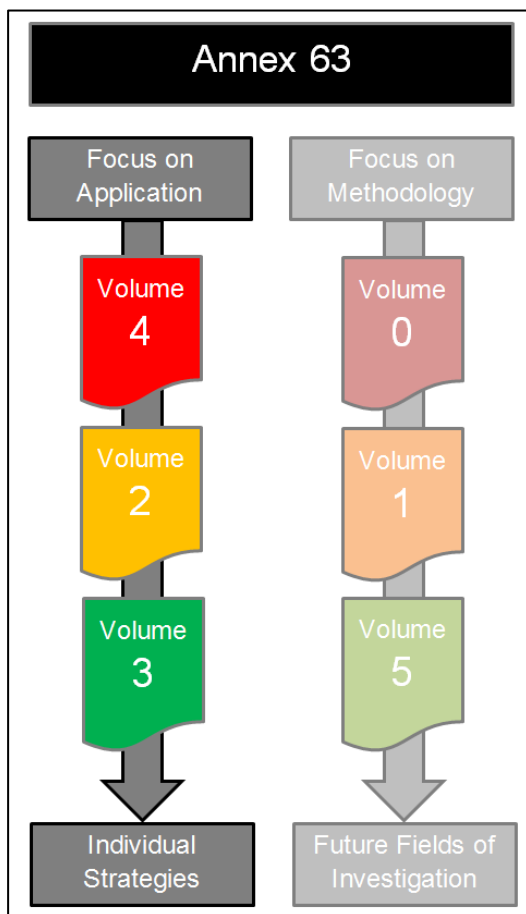 Annex 63
Focus on
Application
Volume
4
Volume
2
Volume
3
Individual
Strategies
Focus on
Methodology
Volume
0
Volume
1
Volume
5
Future Fields of
Investigation